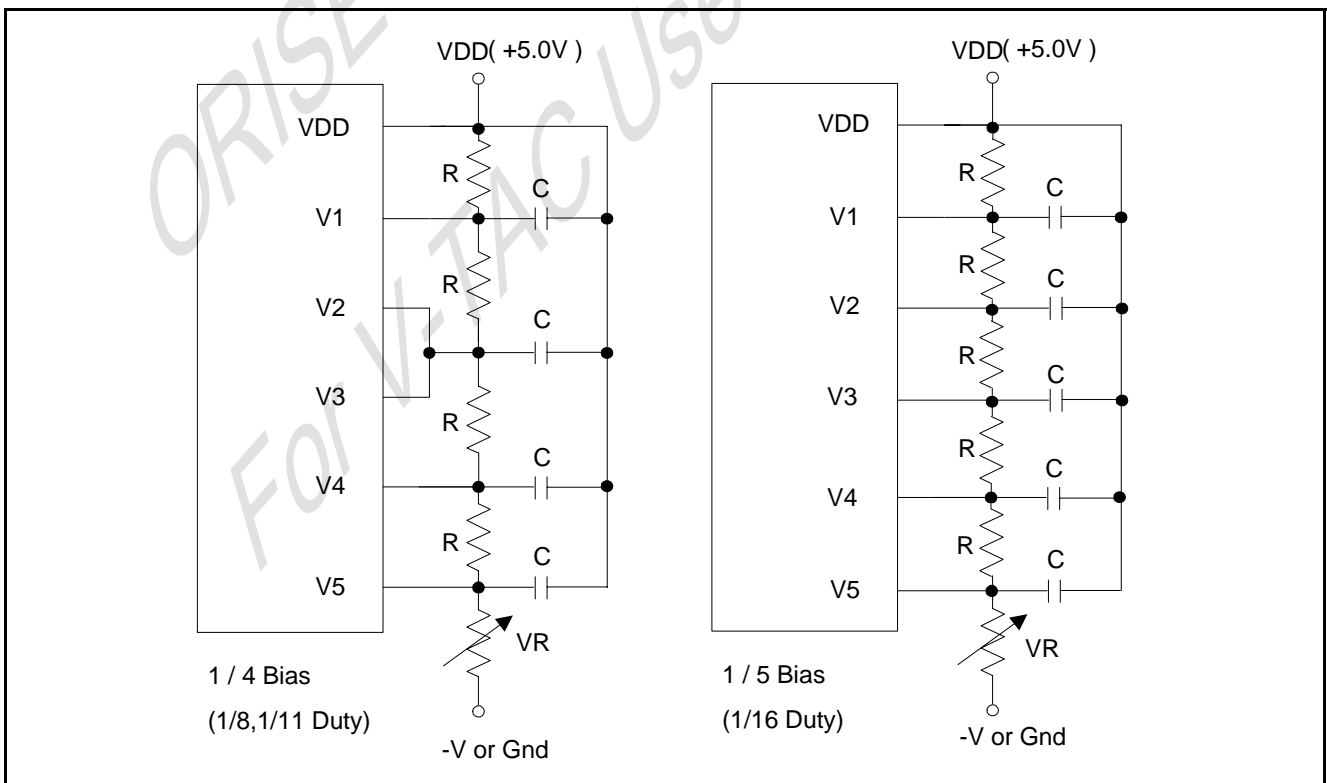 ORISE
For V-TAC Use
VDD( +5.0V )
VDD
R
C
V1
R
V2
C
V3
R
V4
C
R
C
V5
VR
1 / 4 Bias
(1/8,1/11 Duty)
-V or Gnd
VDD( +5.0V )
VDD
R
C
V1
R
C
V2
R
C
V3
R
C
V4
R
C
V5
VR
1 / 5 Bias
(1/16 Duty)
-V or Gnd